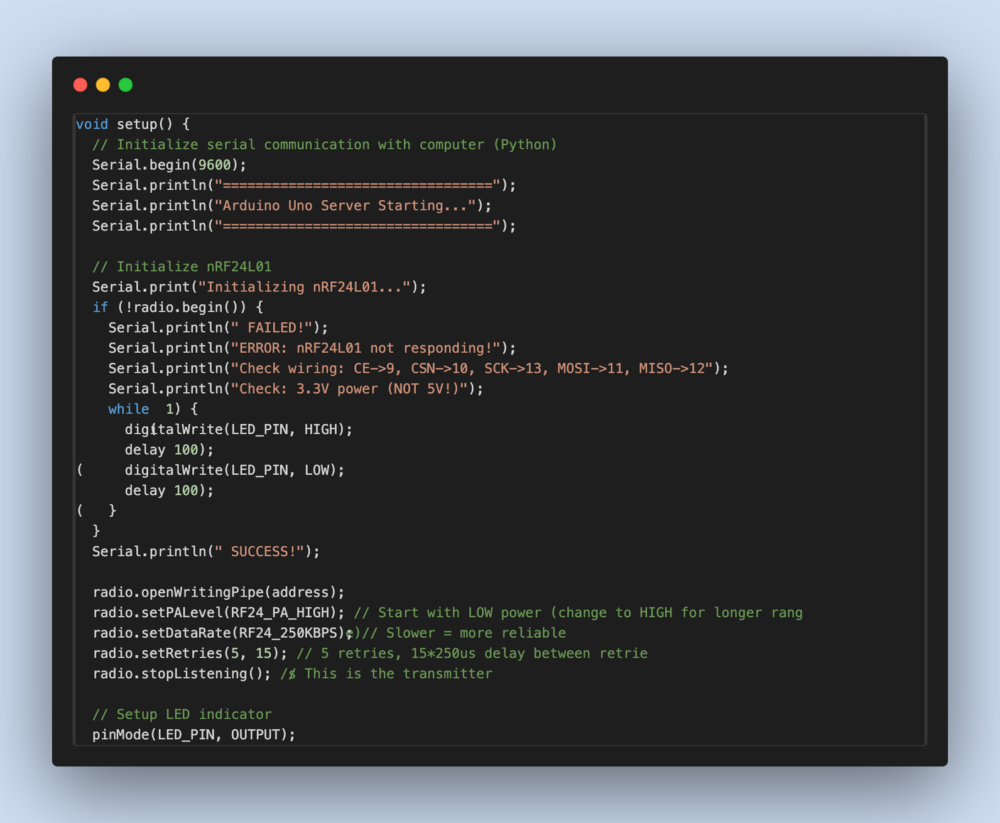 void setup() {
  // Initialize serial communication with computer (Python)
  Serial.begin(9600);
  Serial.println("=================================");
  Serial.println("Arduino Uno Server Starting...");
  Serial.println("=================================");

  // Initialize nRF24L01
  Serial.print("Initializing nRF24L01...");
  if (!radio.begin()) {
    Serial.println(" FAILED!");
    Serial.println("ERROR: nRF24L01 not responding!");
    Serial.println("Check wiring: CE->9, CSN->10, SCK->13, MOSI->11, MISO->12");
    Serial.println("Check: 3.3V power (NOT 5V!)");
    while  1) {
      digitalWrite(LED_PIN, HIGH);
      delay 100);
(     digitalWrite(LED_PIN, LOW);
      delay 100);
(   }
  }
  Serial.println(" SUCCESS!");

  radio.openWritingPipe(address);
  radio.setPALevel(RF24_PA_HIGH); // Start with LOW power (change to HIGH for longer rang
  radio.setDataRate(RF24_250KBPS);e)// Slower = more reliable
  radio.setRetries(5, 15); // 5 retries, 15*250us delay between retrie
  radio.stopListening(); //s This is the transmitter

  // Setup LED indicator
  pinMode(LED_PIN, OUTPUT);